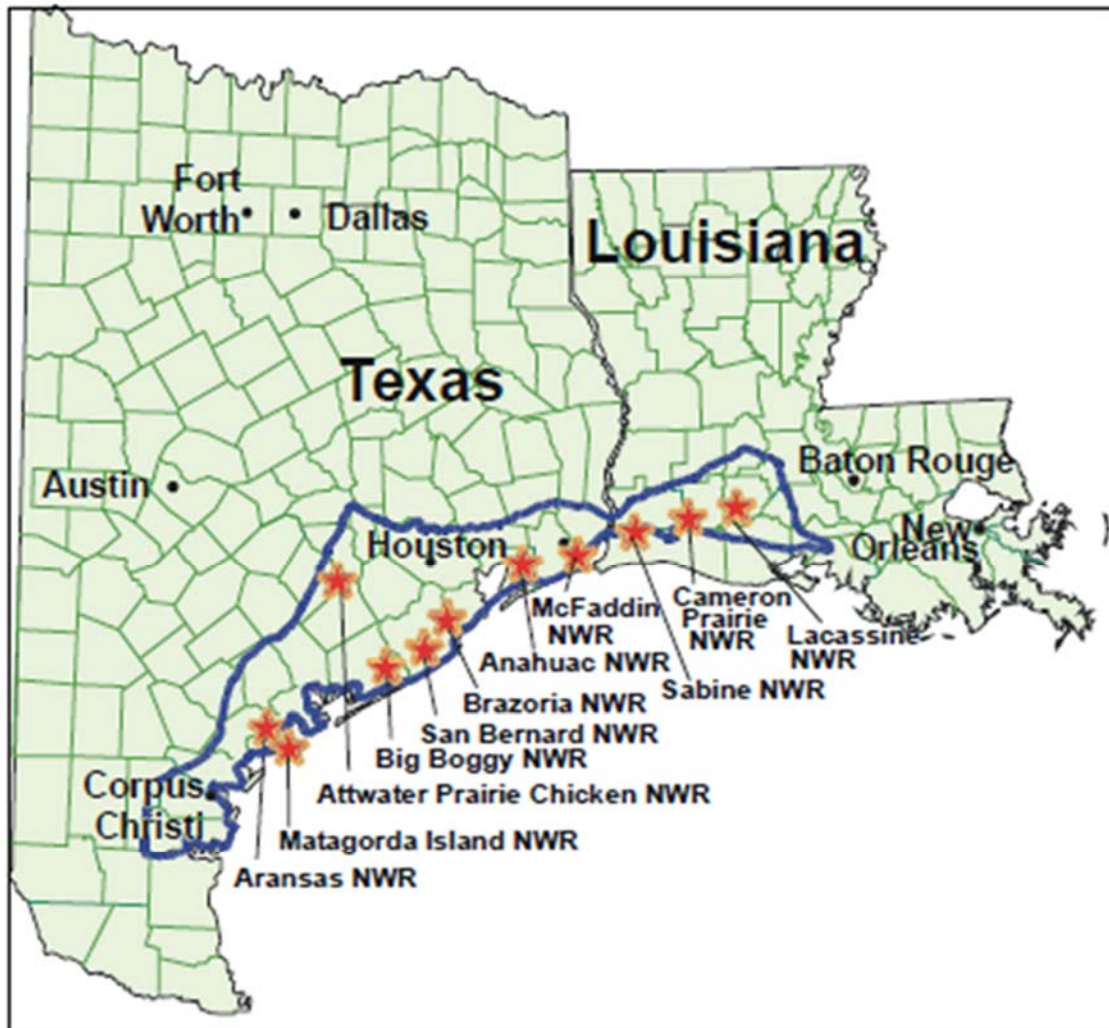 Fort
Worth
Dallas
Louisiana
Texas
Austin
Baton Rouge
New
Orleans
Houston
McFaddin
NWR
Cameron
Prairie
NWR
Lacassine
NWR
Anahuac NWR
Sabine NWR
Brazoria NWR
San Bernard NWR
Big Boggy NWR
Attwater Prairie Chicken NWR
Corpus
Christi
Matagorda Island NWR
Aransas NWR